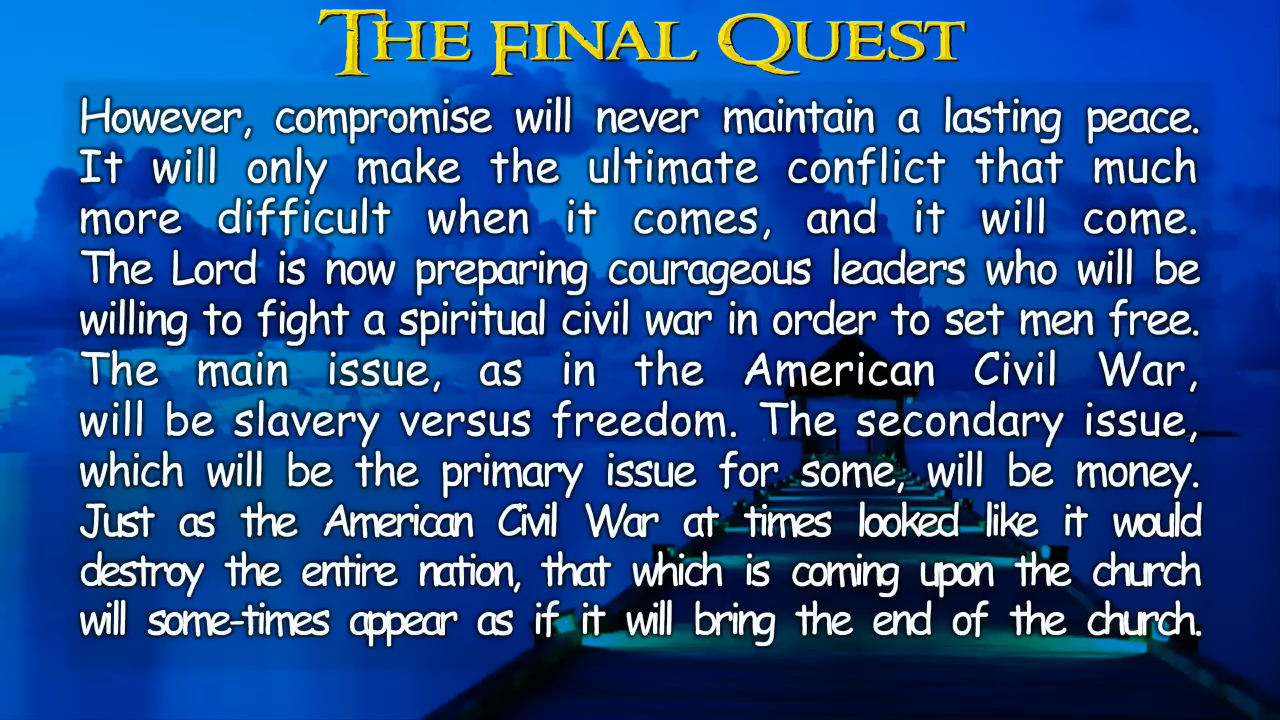 The Final Quest
However, compromise will never maintain a lasting peace.
It will only make the ultimate conflict that much
more difficult when it comes, and it will come.
The Lord is now preparing courageous leaders who will be
willing to fight a spiritual civil war in order to set men free.
The main issue, as in the American Civil War,
will be slavery versus freedom. The secondary issue,
which will be the primary issue for some, will be money.
Just as the American Civil War at times looked like it would
destroy the entire nation, that which is coming upon the church
will some-times appear as if it will bring the end of the church.